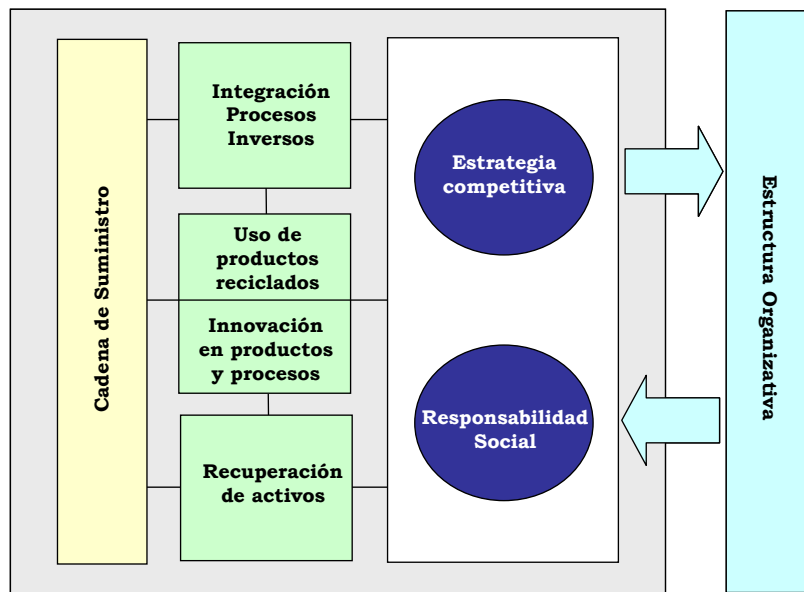 Cadena de Suministro
Integración
Procesos
Inversos
Uso de
productos
reciclados
Innovación
en productos
y procesos
Recuperación
de activos
Estrategia
competitiva
Responsabilidad
Social
Estructura Organizativa